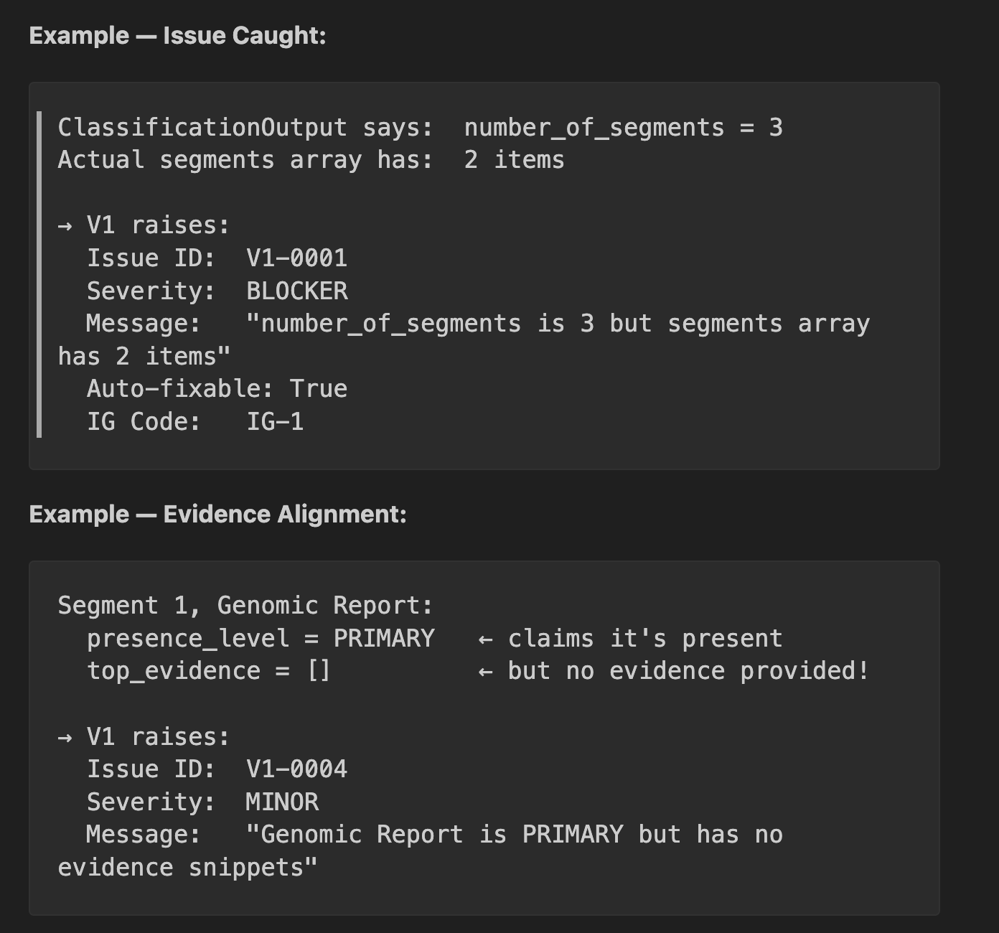 Example — Issue Caught:
ClassificationOutput says:  number_of_segments = 3
Actual segments array has:  2 items
→ V1 raises:
  Issue ID:  V1-0001
  Severity:  BLOCKER
  Message:   "number_of_segments is 3 but segments array
has 2 items"
  Auto-fixable: True
  IG Code:   IG-1
Example — Evidence Alignment:
Segment 1, Genomic Report:
  presence_level = PRIMARY   ← claims it's present
  top_evidence = []          ← but no evidence provided!
→ V1 raises:
  Issue ID:  V1-0004
  Severity:  MINOR
  Message:   "Genomic Report is PRIMARY but has no
evidence snippets"